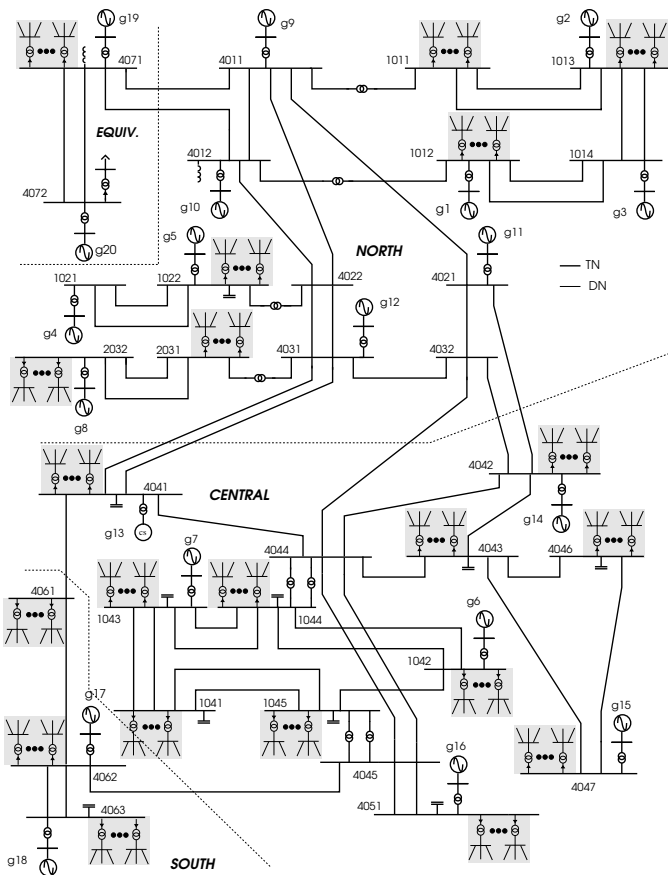 g19
g9
g2
4071
4011
1011
1013
EQUIV.
4012
1012
1014
4072
g10
g1
g3
g20
g5
NORTH
g11
TN
DN
1021
1022
4022
4021
g12
g4
2032
2031
4031
4032
g8
4041
CENTRAL
4042
g13
cs
g14
g7
4044
4043
4046
4061
1043
1044
g6
1042
g17
1041
1045
g15
g16
4062
4045
4047
4063
4051
g18
SOUTH